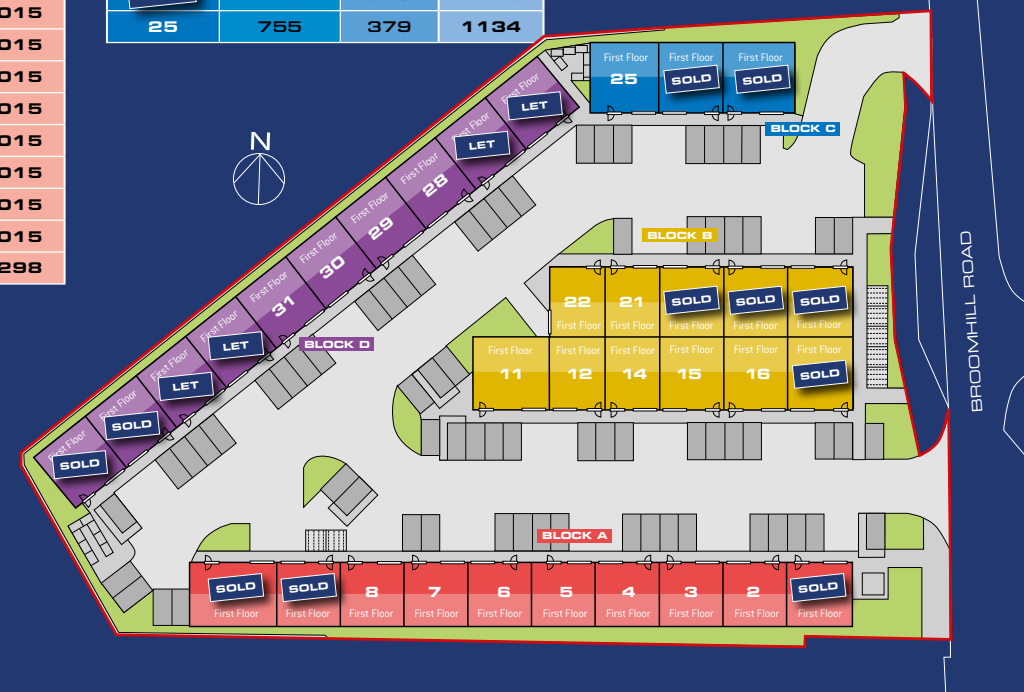 015
015
015
015
015
015
015
015
298
25 755 379 1134
N
First Floor First Floor First Floor
25 SOLD SOLD
BLOCK C
First Floor
LET
First Floor
LET
First Floor
28
First Floor
29
First Floor
30
First Floor
31
First Floor
LET
First Floor
LET
First Floor
SOLD
First Floor
SOLD
BLOCK D
BLOCK B
22 21 SOLD SOLD SOLD
First Floor First Floor First Floor First Floor First Floor
First Floor First Floor First Floor First Floor First Floor
11 12 14 15 16 SOLD
BROOMHILL ROAD
BLOCK A
SOLD SOLD 8 7 6 5 4 3 2 SOLD
First Floor First Floor First Floor First Floor First Floor First Floor First Floor First Floor First Floor First Floor